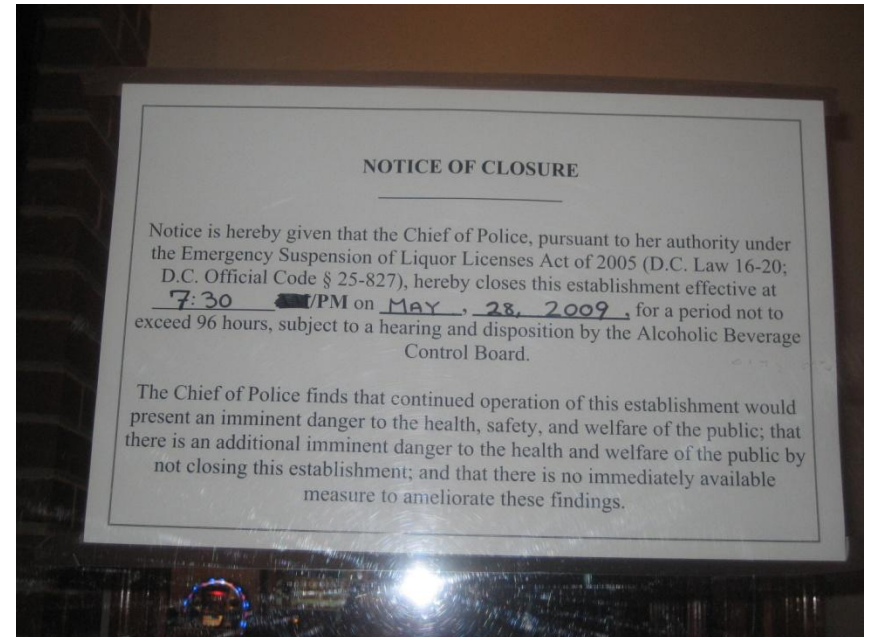 NOTICE OF CLOSURE
Notice is hereby given that the Chief of Police, pursuant to her authority under
the Emergency Suspension of Liquor Licenses Act of 2005 (D.C. Law 16-20;
D.C. Official Code § 25-827), hereby closes this establishment effective at
7:30 /PM on MAY, 28, 2009, for a period not to
exceed 96 hours, subject to a hearing and disposition by the Alcoholic Beverage
Control Board.
The Chief of Police finds that continued operation of this establishment would
present an imminent danger to the health, safety, and welfare of the public; that
there is an additional imminent danger to the health and welfare of the public by
not closing this establishment; and that there is no immediately available
measure to ameliorate these findings.